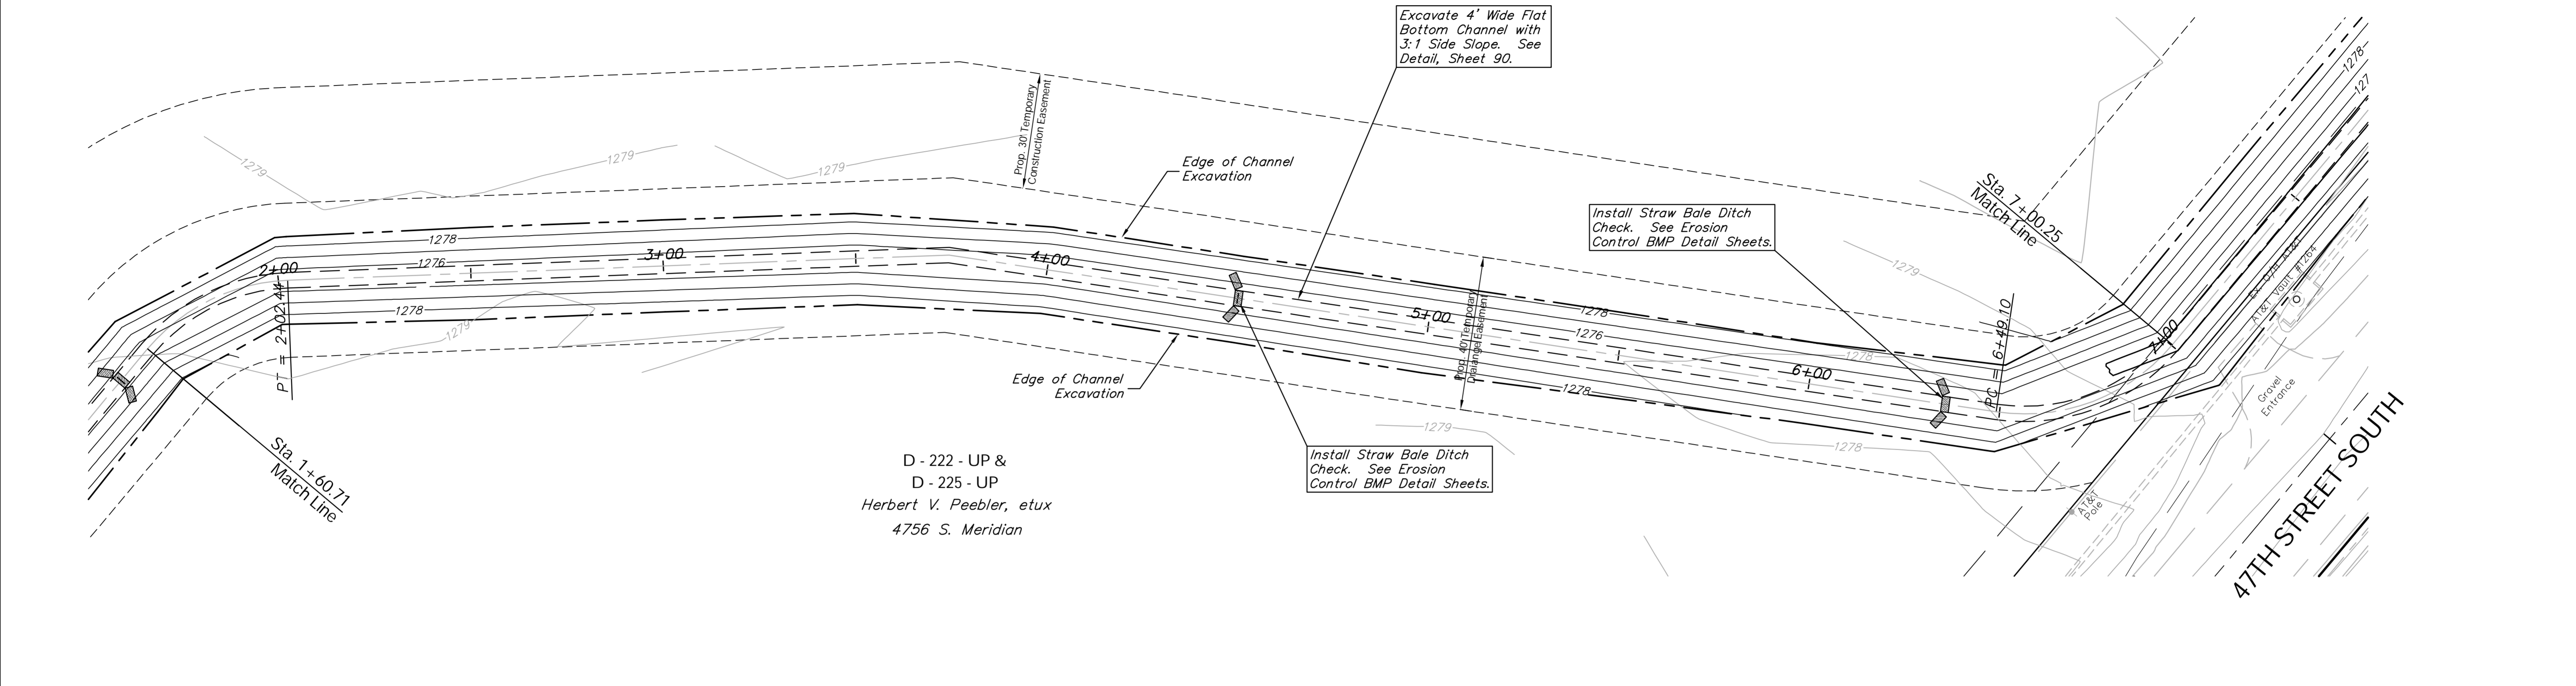 Excavate 4' Wide Flat
Bottom Channel with
3:1 Side Slope.  See
Detail, Sheet 90.
1278
127
Prop. 30' Temporary
Construction Easement
Edge of Channel
Excavation
1279
1279
1279
Install Straw Bale Ditch
Check.  See Erosion
Control BMP Detail Sheets.
Sta. 7+00.25
Match Line
1278
1276
2+00
3+00
4+00
1278
1279
PT = 2+02.44
1278
1276
5+00
Prop. 40' Temporary
Draiangel Easement
1279
AT&T Vault #1264
7+00
1278
6+00
PC = 6+49.10
1278
Edge of Channel
Excavation
Gravel
Entrance
1279
1278
47TH STREET SOUTH
Sta. 1+60.71
Match Line
D - 222 - UP &
D - 225 - UP
Herbert V. Peebler, etux
4756 S. Meridian
Install Straw Bale Ditch
Check.  See Erosion
Control BMP Detail Sheets.
AT&T
Pole